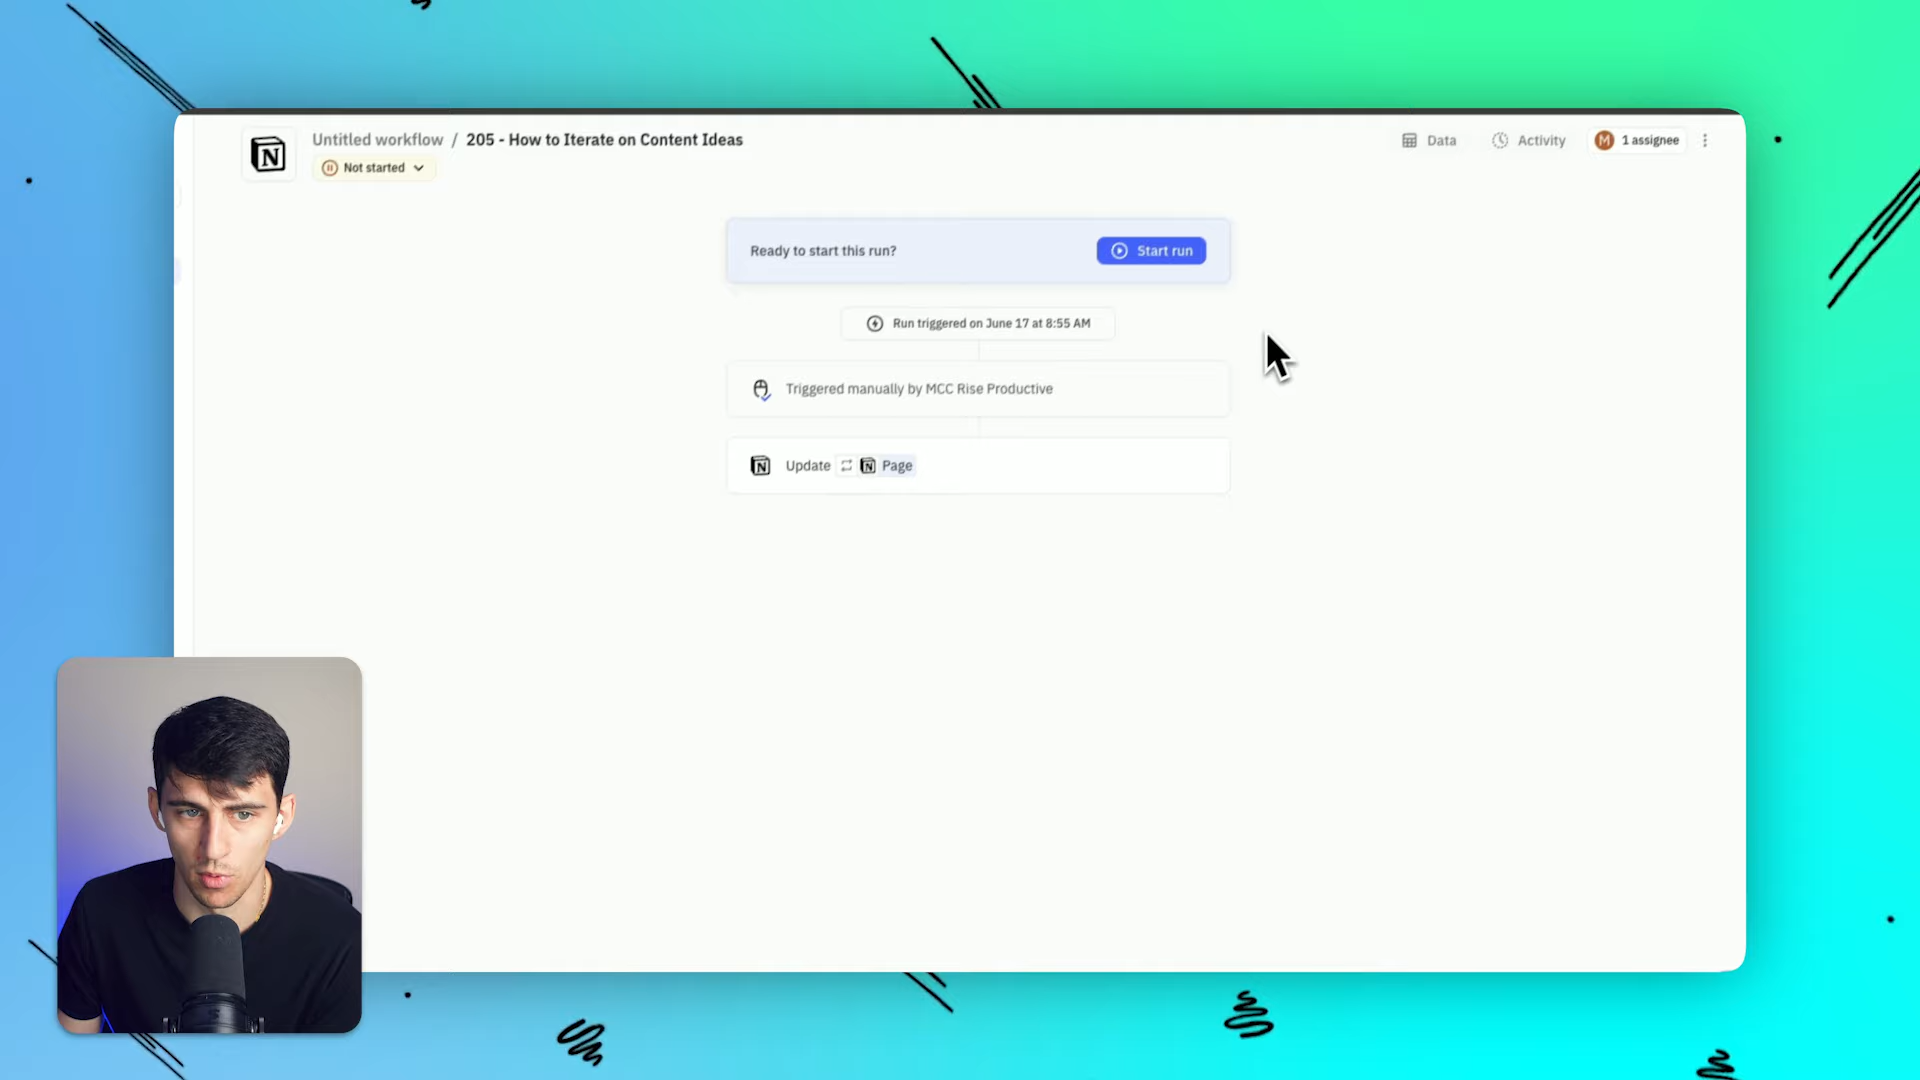 Untitled workflow / 205 - How to Iterate on Content Ideas
Not started
Data
Activity
M 1 assignee
Ready to start this run?
Start run
Run triggered on June 17 at 8:55 AM
Triggered manually by MCC Rise Productive
Update Page